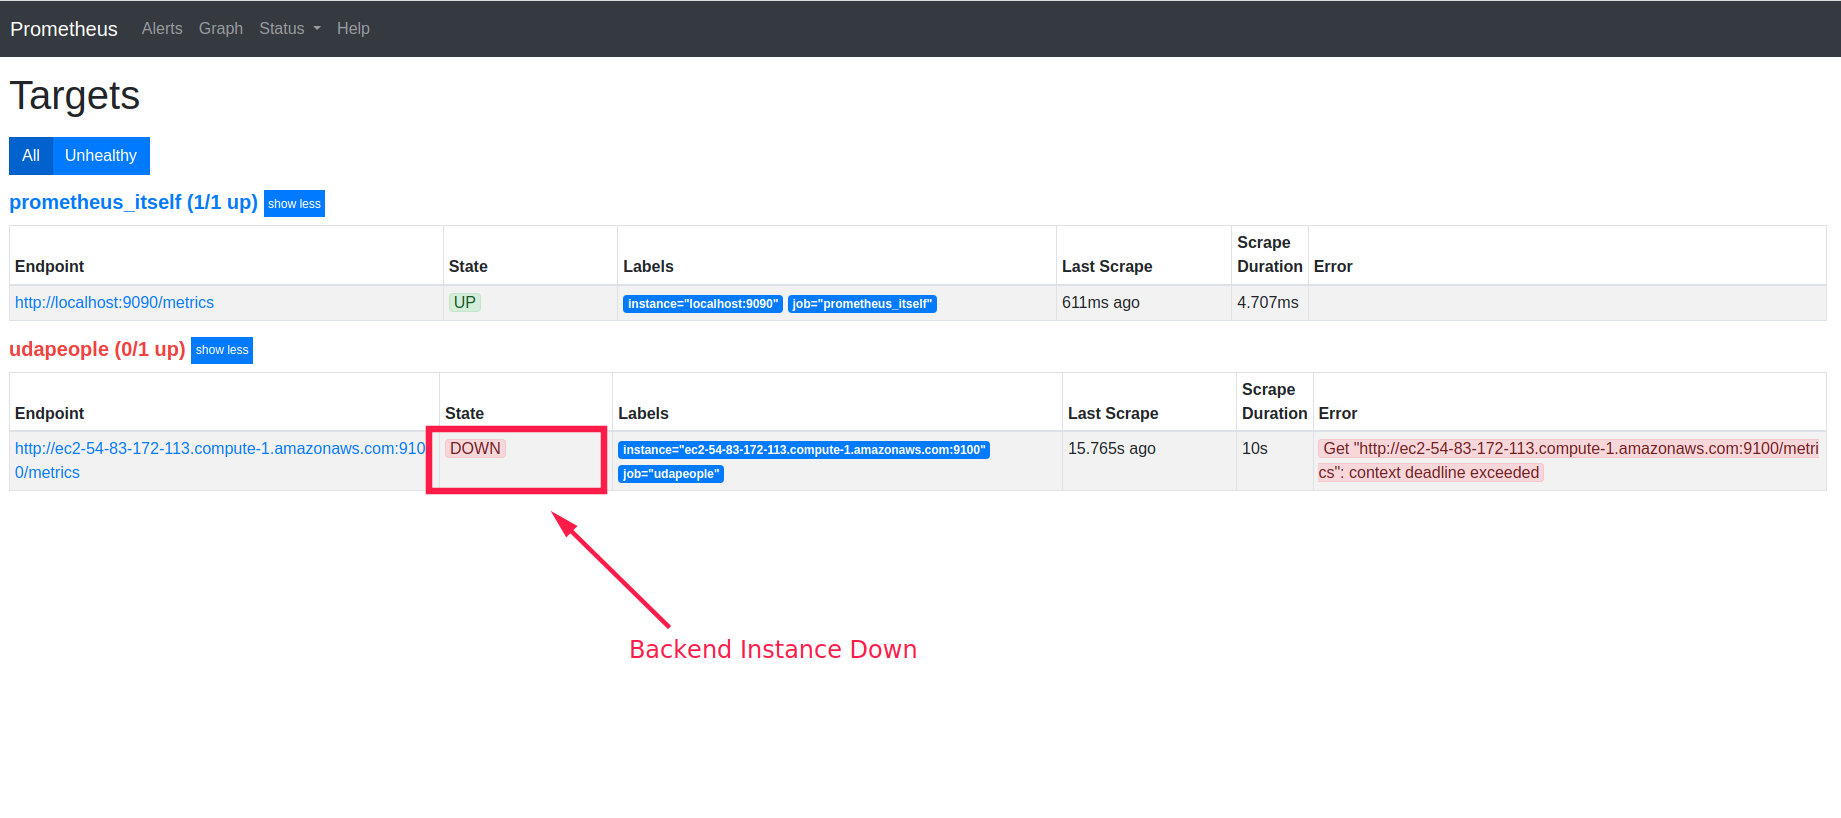 Prometheus Alerts Graph Status Help
Targets
All Unhealthy
prometheus_itself (1/1 up) show less
Endpoint State Labels Last Scrape Scrape Duration Error
http://localhost:9090/metrics UP instance="localhost:9090" job="prometheus_itself" 611ms ago 4.707ms
udapeople (0/1 up) show less
Endpoint State Labels Last Scrape Scrape Duration Error
http://ec2-54-83-172-113.compute-1.amazonaws.com:910 DOWN instance="ec2-54-83-172-113.compute-1.amazonaws.com:9100" 15.765s ago 10s Get "http://ec2-54-83-172-113.compute-1.amazonaws.com:9100/metri
0/metrics job="udapeople" cs": context deadline exceeded
Backend Instance Down